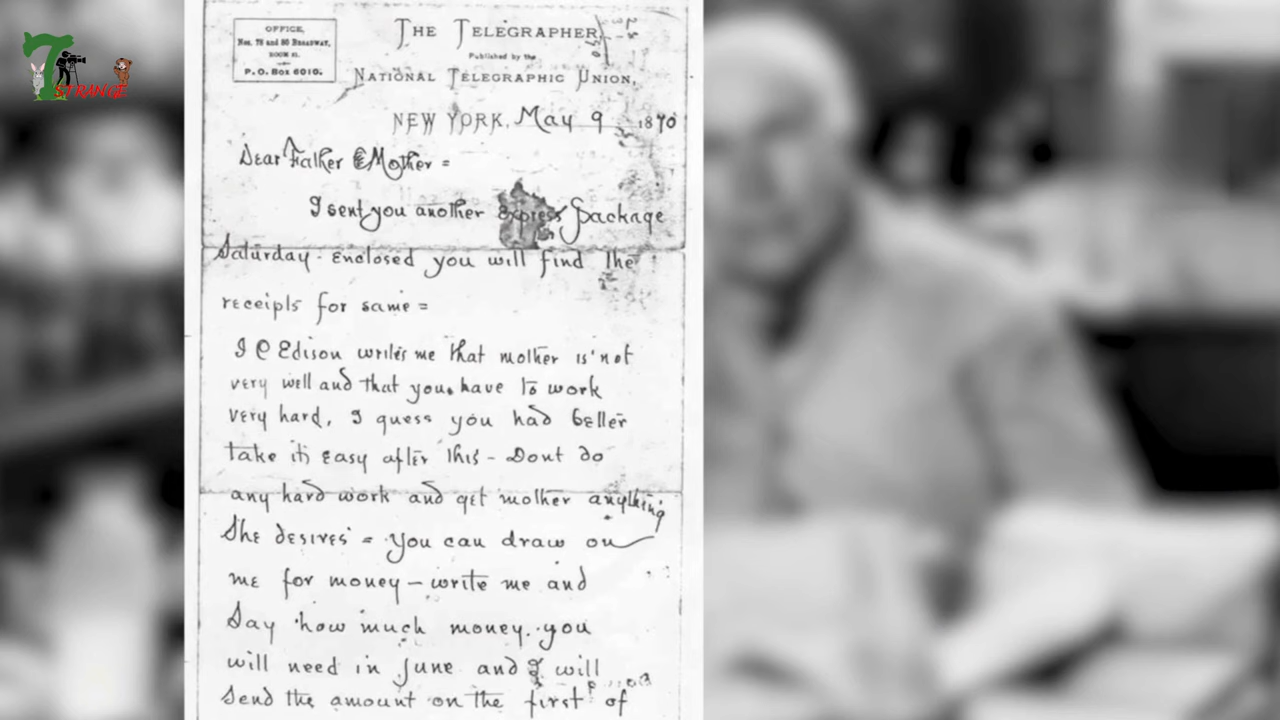 7
STRANGE
OFFICE,
Nos. 78 and 80 Broadway,
ROOM 21.
P.O. Box 6010.
THE TELEGRAPHER,
Published by the
NATIONAL TELEGRAPHIC UNION,
NEW YORK, May 9 1870
Dear Father & Mother =
I sent you another Express Package
Saturday - Enclosed you will find the
receipts for same =
J C Edison writes me that mother is not
very well and that you have to work
very hard, I guess you had better
take it easy after this - Dont do
any hard work and get mother anything
She desires = You can draw on
me for money - write me and
Say how much money you
will need in June and I will
Send the amount on the first of